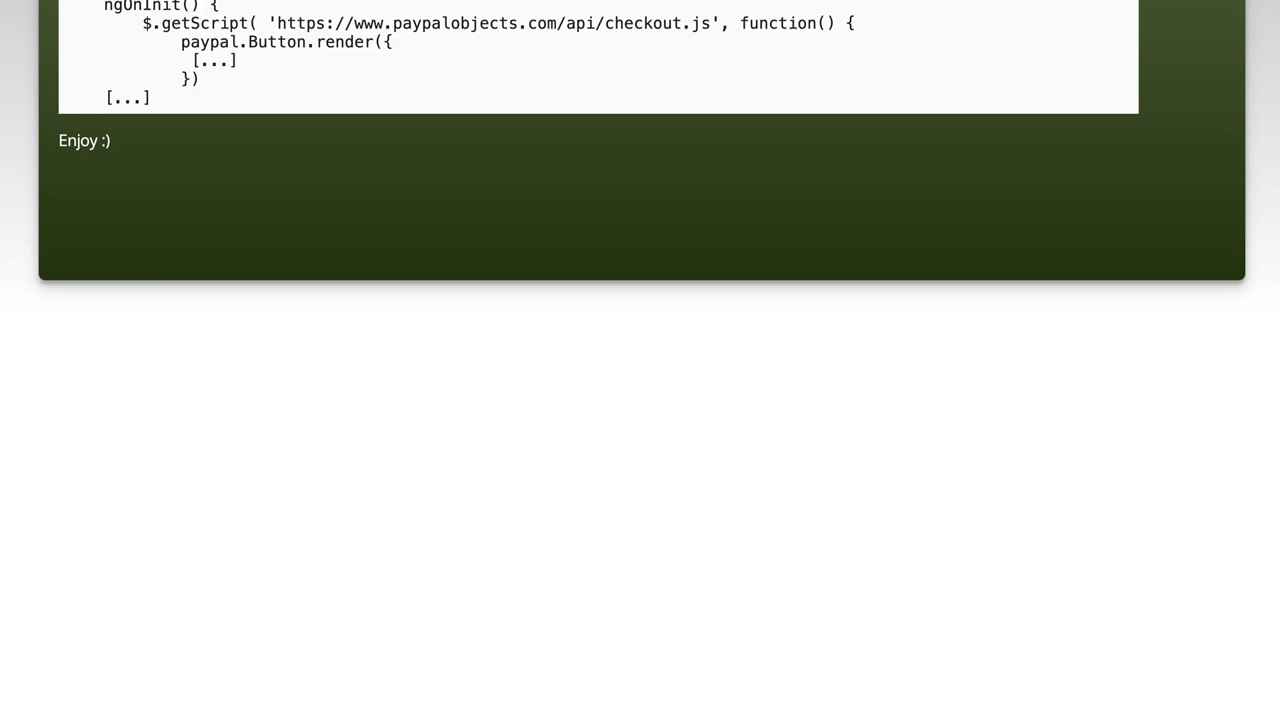 ngOnInit() {
$.getScript( 'https://www.paypalobjects.com/api/checkout.js', function() {
paypal.Button.render({
[...]
})
[...]
Enjoy :)